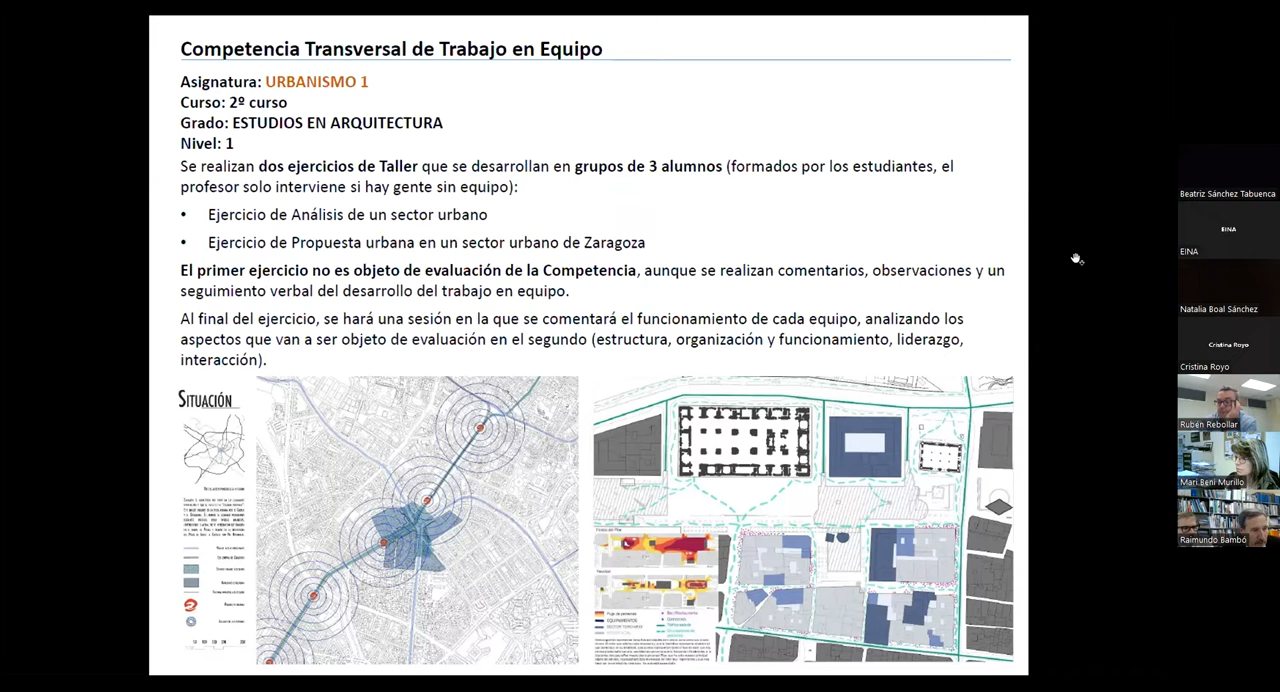 Competencia Transversal de Trabajo en Equipo
Asignatura: URBANISMO 1
Curso: 2º curso
Grado: ESTUDIOS EN ARQUITECTURA
Nivel: 1
Se realizan dos ejercicios de Taller que se desarrollan en grupos de 3 alumnos (formados por los estudiantes, el
profesor solo interviene si hay gente sin equipo):
• Ejercicio de Análisis de un sector urbano
• Ejercicio de Propuesta urbana en un sector urbano de Zaragoza
El primer ejercicio no es objeto de evaluación de la Competencia, aunque se realizan comentarios, observaciones y un
seguimiento verbal del desarrollo del trabajo en equipo.
Al final del ejercicio, se hará una sesión en la que se comentará el funcionamiento de cada equipo, analizando los
aspectos que van a ser objeto de evaluación en el segundo (estructura, organización y funcionamiento, liderazgo,
interacción).
SITUACIÓN
EQUIPAMIENTOS
Beatriz Sánchez Tabuenca
EINA
EINA
Natalia Boal Sánchez
Cristina Royo
Cristina Royo
Rubén Rebollar
Mari.Beni Murillo
Raimundo Bambó